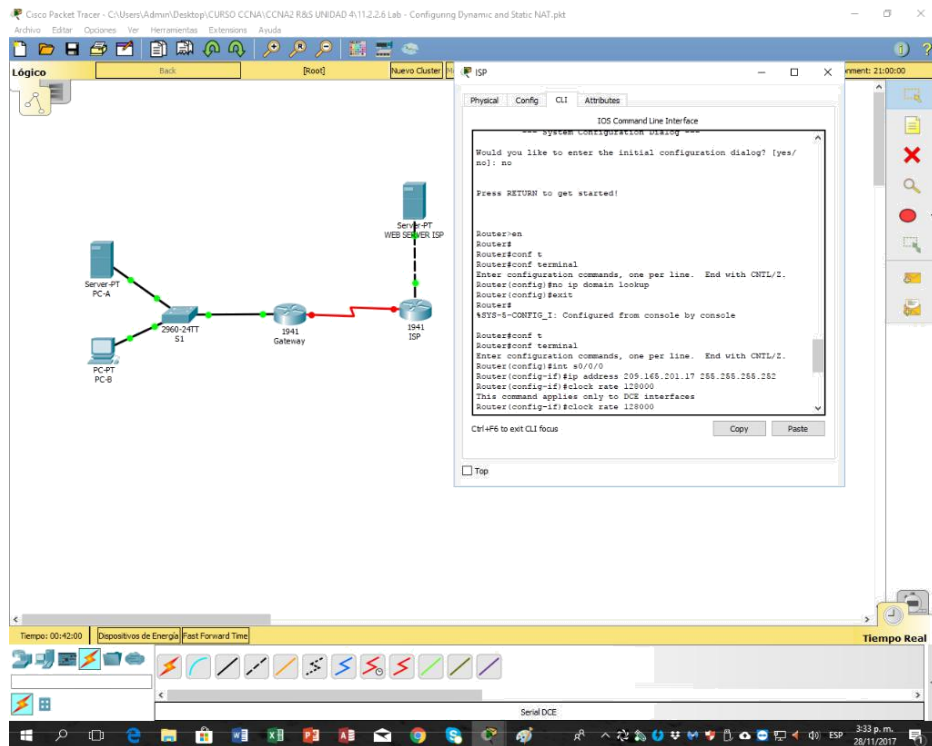 Cisco Packet Tracer - C:\Users\Admin\Desktop\CURSO CCNA\CCNA2 R&S UNIDAD 4\11.2.2.6 Lab - Configuring Dynamic and Static NAT.pkt
Archivo Editar Opciones Ver Herramientas Extensions Ayuda
Lógico
Back
[Root]
Nuevo Cluster
nment: 21:00:00
ISP
Physical Config CLI Attributes
IOS Command Line Interface
--- System Configuration Dialog ---
Would you like to enter the initial configuration dialog? [yes/
no]: no
Press RETURN to get started!
Router>en
Router#
Router#conf t
Router#conf terminal
Enter configuration commands, one per line. End with CNTL/Z.
Router(config)#no ip domain lookup
Router(config)#exit
Router#
%SYS-5-CONFIG_I: Configured from console by console
Router#conf t
Router#conf terminal
Enter configuration commands, one per line. End with CNTL/Z.
Router(config)#int s0/0/0
Router(config-if)#ip address 209.165.201.17 255.255.255.252
Router(config-if)#clock rate 128000
This command applies only to DCE interfaces
Router(config-if)#clock rate 128000
Ctrl+F6 to exit CLI focus
Copy
Paste
Top
Server-PT
WEB SERVER ISP
Server-PT
PC-A
2960-24TT
S1
1941
Gateway
1941
ISP
PC-PT
PC-B
Tiempo: 00:42:00
Dispositivos de Energía
Fast Forward Time
Tiempo Real
Serial DCE
ESP
3:33 p. m.
28/11/2017